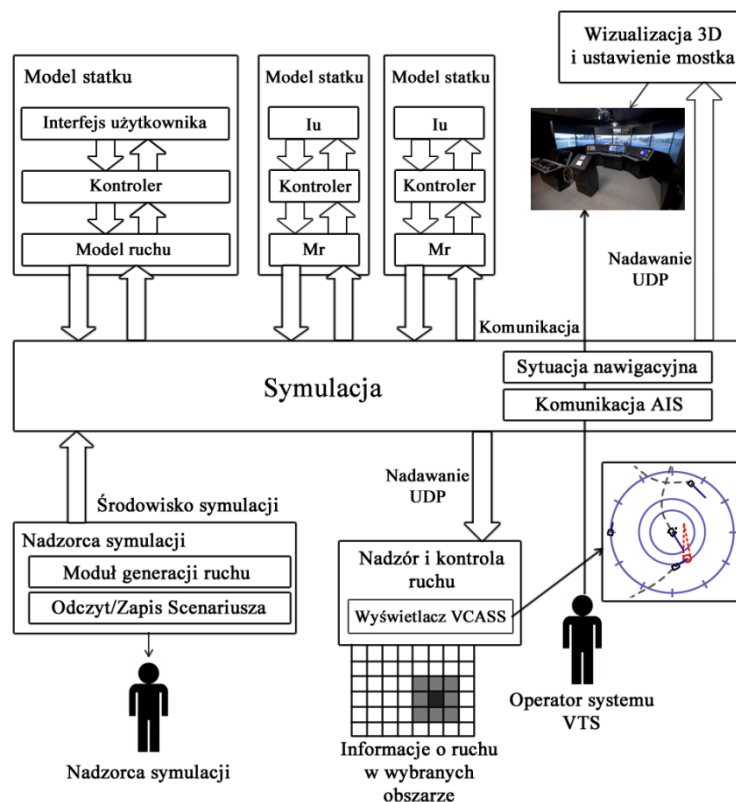 Wizualizacja 3D
i ustawienie mostka
Model statku
Interfejs użytkownika
Kontroler
Model ruchu
Model statku
Iu
Kontroler
Mr
Model statku
Iu
Kontroler
Mr
Nadawanie
UDP
Komunikacja
Symulacja
Sytuacja nawigacyjna
Komunikacja AIS
Nadawanie
UDP
Środowisko symulacji
Nadzorca symulacji
Moduł generacji ruchu
Odczyt/Zapis Scenariusza
Nadzorca symulacji
Nadzór i kontrola
ruchu
Wyświetlacz VCASS
Informacje o ruchu
w wybranych
obszarze
Operator systemu
VTS